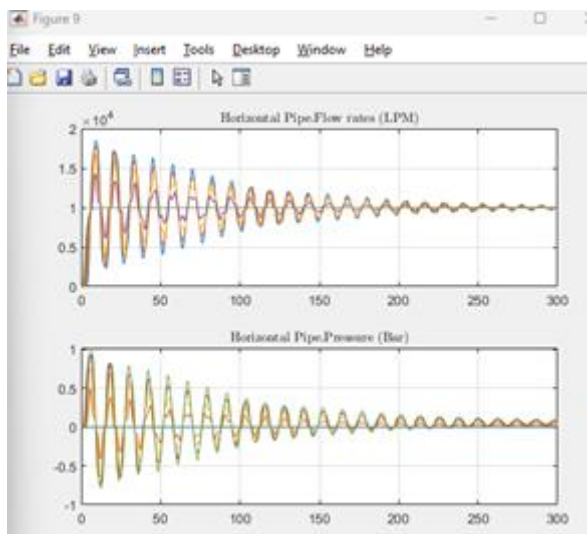 Figure 9
File Edit View Insert Tools Desktop Window Help
×10⁴
Horizontal Pipe.Flow rates (LPM)
2
1.5
1
0.5
0
0 50 100 150 200 250 300
Horizontal Pipe.Pressure (Bar)
1
0.5
0
-0.5
-1
0 50 100 150 200 250 300